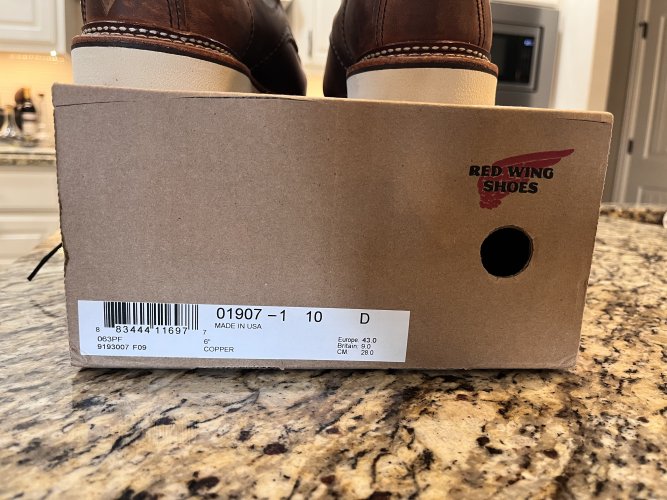 RED WING
SHOES
01907 – 1 10 D
MADE IN USA
8 83444 11697 7
063PF
9193007 F09
6"
COPPER
Europe: 43.0
Britain: 9.0
CM: 28.0